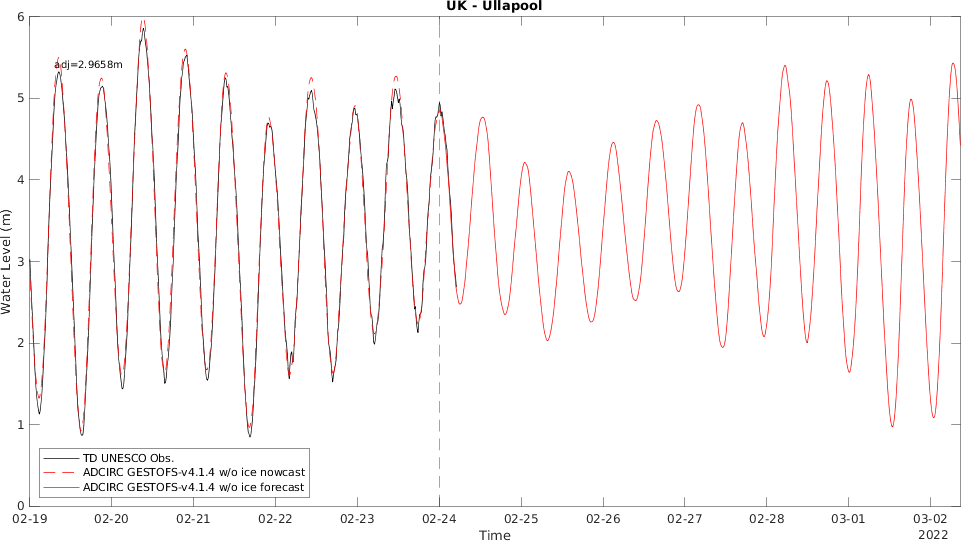 UK - Ullapool
6
5
4
3
2
1
0
Water Level (m)
adj=2.9658m
TD UNESCO Obs.
ADCIRC GESTOFS-v4.1.4 w/o ice nowcast
ADCIRC GESTOFS-v4.1.4 w/o ice forecast
02-19 02-20 02-21 02-22 02-23 02-24 02-25 02-26 02-27 02-28 03-01 03-02
Time
2022